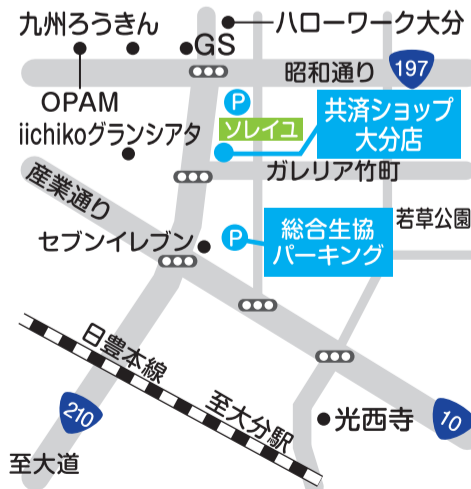 九州ろうきん
ハローワーク大分
GS
昭和通り
197
OPAM
P
iichikoグランシアタ
ソレイユ
共済ショップ
大分店
ガレリア竹町
産業通り
セブンイレブン
P
総合生協
パーキング
若草公園
日豊本線
至大分駅
210
光西寺
10
至大道